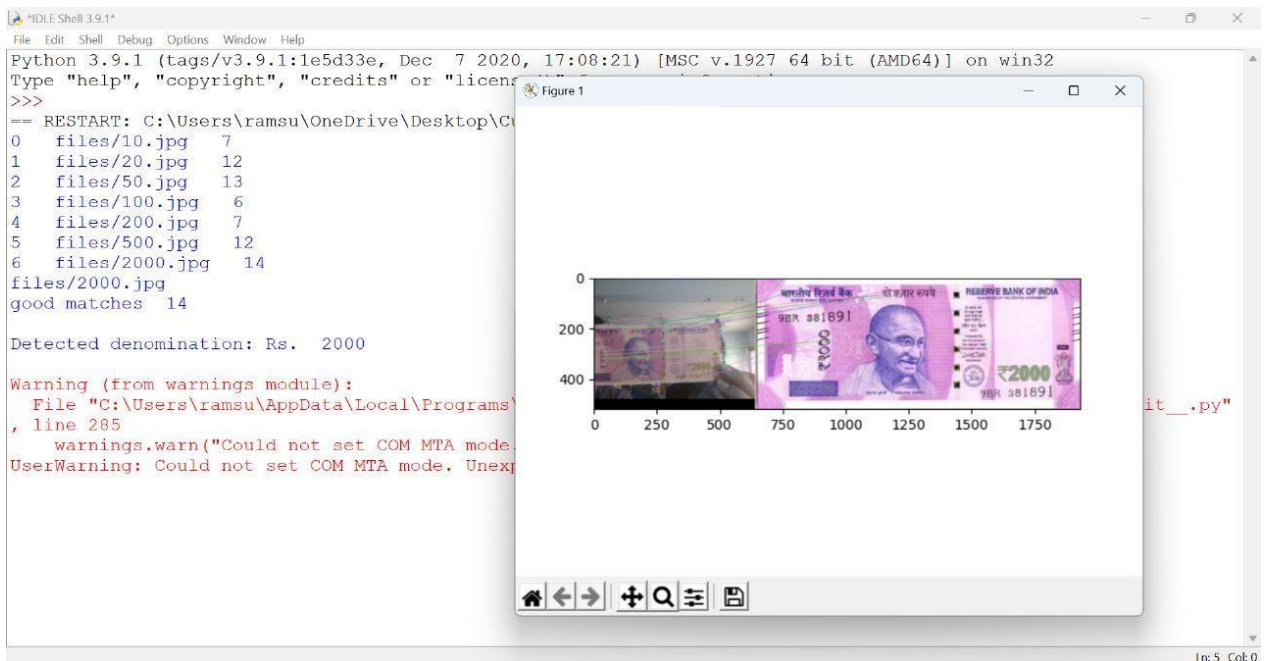 *IDLE Shell 3.9.1*
File Edit Shell Debug Options Window Help
Python 3.9.1 (tags/v3.9.1:1e5d33e, Dec 7 2020, 17:08:21) [MSC v.1927 64 bit (AMD64)] on win32
Type "help", "copyright", "credits" or "licens
>>>
== RESTART: C:\Users\ramsu\OneDrive\Desktop\Cu
0 files/10.jpg 7
1 files/20.jpg 12
2 files/50.jpg 13
3 files/100.jpg 6
4 files/200.jpg 7
5 files/500.jpg 12
6 files/2000.jpg 14
files/2000.jpg
good matches 14
Detected denomination: Rs. 2000
Warning (from warnings module):
File "C:\Users\ramsu\AppData\Local\Programs\ it__.py"
, line 285
warnings.warn("Could not set COM MTA mode.
UserWarning: Could not set COM MTA mode. Unexp
Figure 1
0
200
400
भारतीय रिज़र्व बैंक दो हज़ार रुपये RESERVE BANK OF INDIA
9BR 381891
₹2000
₹2000
9BR 381891
0 250 500 750 1000 1250 1500 1750
Ln: 5 Col: 0